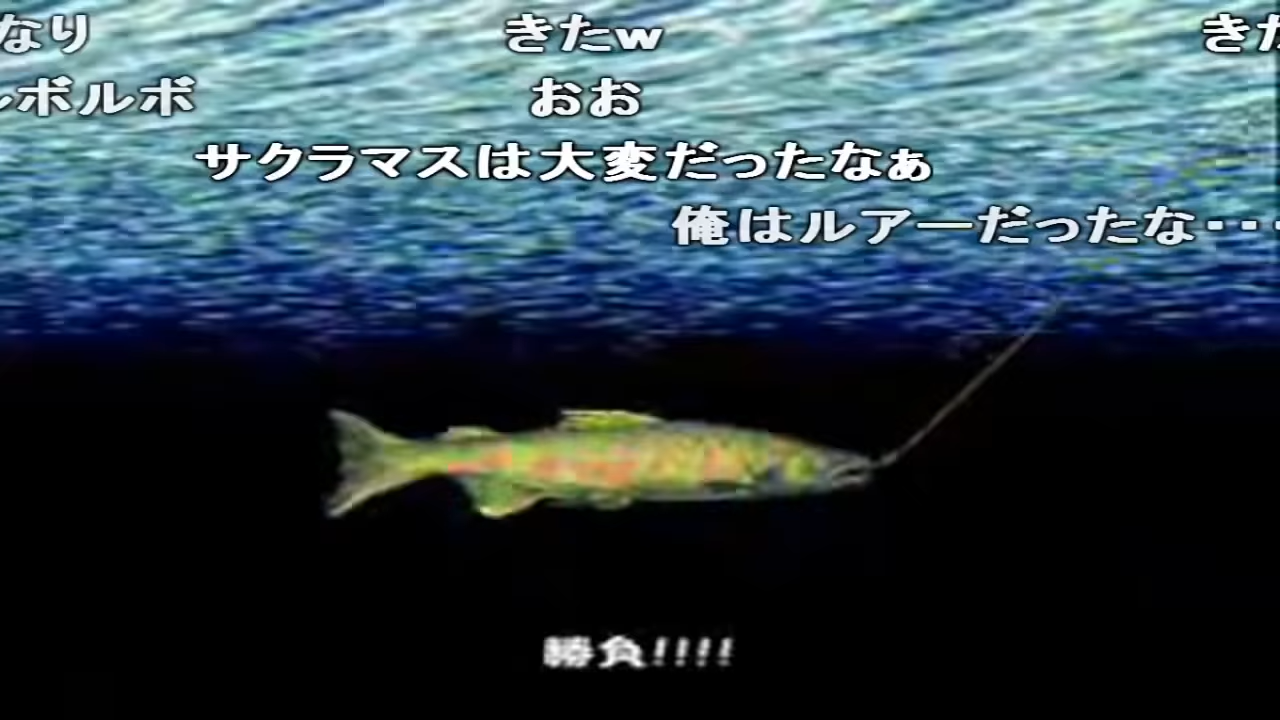 なり きたw きた
ルボルボ おお
サクラマスは大変だったなぁ
俺はルアーだったな・・・
勝負!!!!